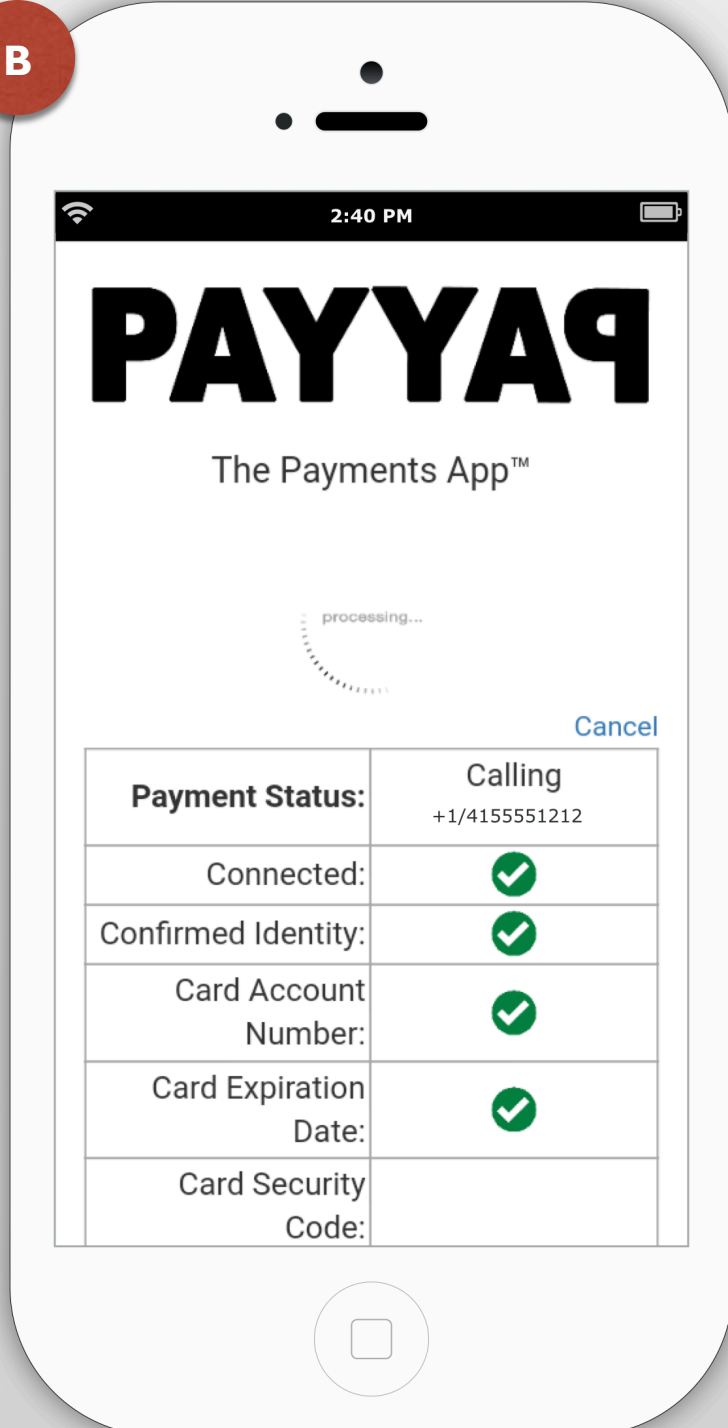 B
2:40 PM
PAYYAP
The Payments App™
processing...
Cancel
Payment Status:
Calling
+1/4155551212
Connected:
Confirmed Identity:
Card Account
Number:
Card Expiration
Date:
Card Security
Code: